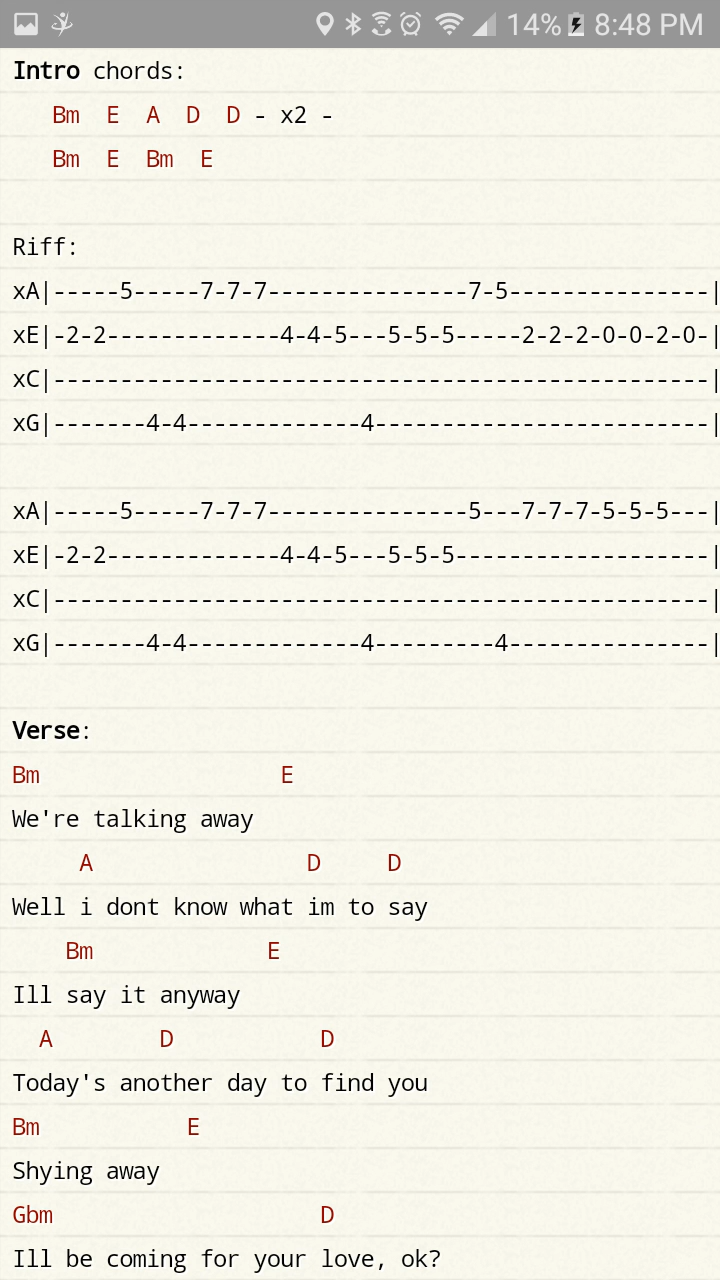 14% 8:48 PM
Intro chords:
   Bm  E  A  D  D - x2 -
   Bm  E  Bm  E
Riff:
xA|-----5-----7-7-7---------------7-5---------------|
xE|-2-2-------------4-4-5---5-5-5-----2-2-2-0-0-2-0-|
xC|-------------------------------------------------|
xG|-------4-4-------------4-------------------------|
xA|-----5-----7-7-7---------------5---7-7-7-5-5-5---|
xE|-2-2-------------4-4-5---5-5-5-------------------|
xC|-------------------------------------------------|
xG|-------4-4-------------4---------4---------------|
Verse:
Bm                  E
We're talking away
     A                D     D
Well i dont know what im to say
    Bm             E
Ill say it anyway
  A        D           D
Today's another day to find you
Bm           E
Shying away
Gbm                    D
Ill be coming for your love, ok?